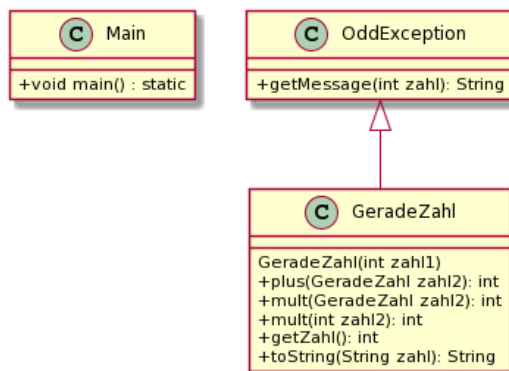 C Main
+void main() : static
C OddException
+getMessage(int zahl): String
C GeradeZahl
GeradeZahl(int zahl1)
+plus(GeradeZahl zahl2): int
+mult(GeradeZahl zahl2): int
+mult(int zahl2): int
+getZahl(): int
+toString(String zahl): String